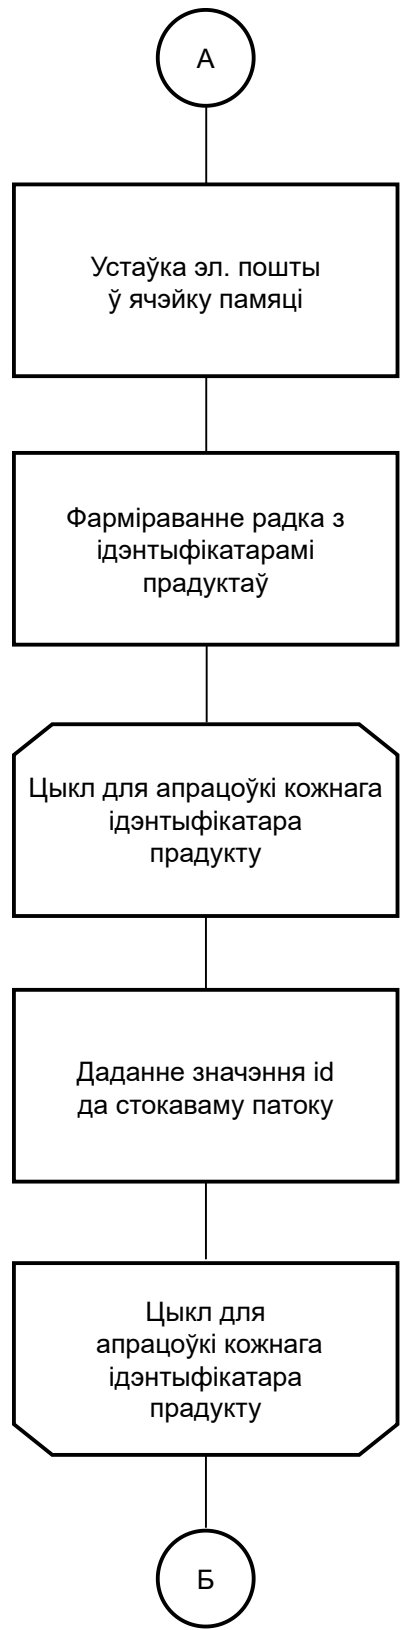 А
Устаўка эл. пошты
ў ячэйку памяці
Фарміраванне радка з
ідэнтыфікатарамі
прадуктаў
Цыкл для апрацоўкі кожнага
ідэнтыфікатара
прадукту
Даданне значэння id
да стокаваму патоку
Цыкл для
апрацоўкі кожнага
ідэнтыфікатара
прадукту
Б